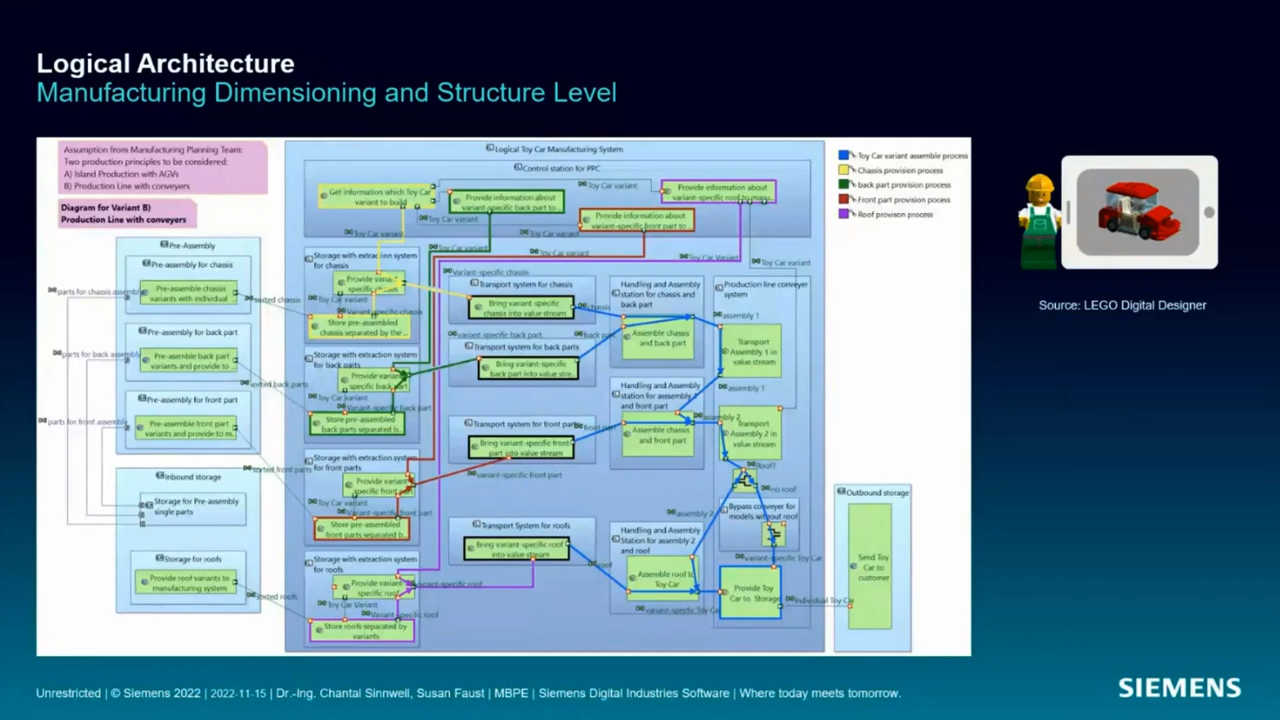 Logical Architecture
Manufacturing Dimensioning and Structure Level
Assumption from Manufacturing Planning Team:
Two production principles to be considered:
A) Island Production with AGVs
B) Production Line with conveyers
Diagram for Variant B)
Production Line with conveyers
Logical Toy Car Manufacturing System
Control station for PPC
Get information which Toy Car
variant to build
Provide information about
variant-specific back part to ...
Toy Car variant
Provide information about
variant-specific roof to
Provide information about
variant-specific front part to ...
Toy Car variant
Toy Car variant
Toy Car variant
Toy Car variant
Toy Car variant
Toy Car Variant
Toy Car variant
Toy Car variant assemble process
Chassis provision process
back part provision process
Front part provision pocess
Roof provison process
Pre-Assembly
Pre-assembly for chassis
Pre-assemble chassis
variants with individual
parts for chassis assembly
sorted chassis
Pre-assembly for back part
Pre-assemble back part
variants and provide to ...
parts for back assembly
sorted back parts
Pre-assembly for front part
Pre-assemble front part
variants and provide to m...
parts for front assembly
sorted front parts
Inbound storage
Storage for Pre-assembly
single parts
Storage for roofs
Provide roof variants to
manufacturing system
sorted roofs
Storage with extraction system
for chassis
Toy Car variant
Store pre-assembled
chassis separated by the ...
Storage with extraction system
for back parts
Toy Car variant
Variant-specific back part
Store pre-assembled
back parts separated b...
Storage with extraction system
for front parts
Toy Car variant
Variant-specific front part
Store pre-assembled
front parts separated b...
Storage with extraction system
for roofs
Toy Car Variant
Variant-specific roof
Store roofs separated by
variants
Variant-specific chassis
Transport system for chassis
Bring variant-specific
chassis into value stream
chassis
variant-specific back part
Transport system for back parts
Bring variant-specific
back part into value stre...
Transport system for front parts
Bring variant-specific front
part into value stream
variant-specific front part
Transport System for roofs
Bring variant-specific roof
into value stream
roof
Handling and Assembly
station for chassis and
back part
Assemble chassis
and back part
Handling and Assembly
station for assembly 1
and front part
Assemble chassis
and front part
assembly 2
Handling and Assembly
Station for assembly 2
and roof
Assemble roof to
Toy Car
variant-specific Toy Car
Production line conveyer
system
assembly 1
Transport
Assembly 1 in
value stream
assembly 1
assembly 2
Transport
Assembly 2 in
value stream
Roof?
no roof
Bypass conveyer for
models without roof
variant-specific Toy Car
Provide Toy
Car to Storage
Individual Toy Car
Outbound storage
Send Toy
Car to
customer
Source: LEGO Digital Designer
Unrestricted | © Siemens 2022 | 2022-11-15 | Dr.-Ing. Chantal Sinnwell, Susan Faust | MBPE | Siemens Digital Industries Software | Where today meets tomorrow.
SIEMENS